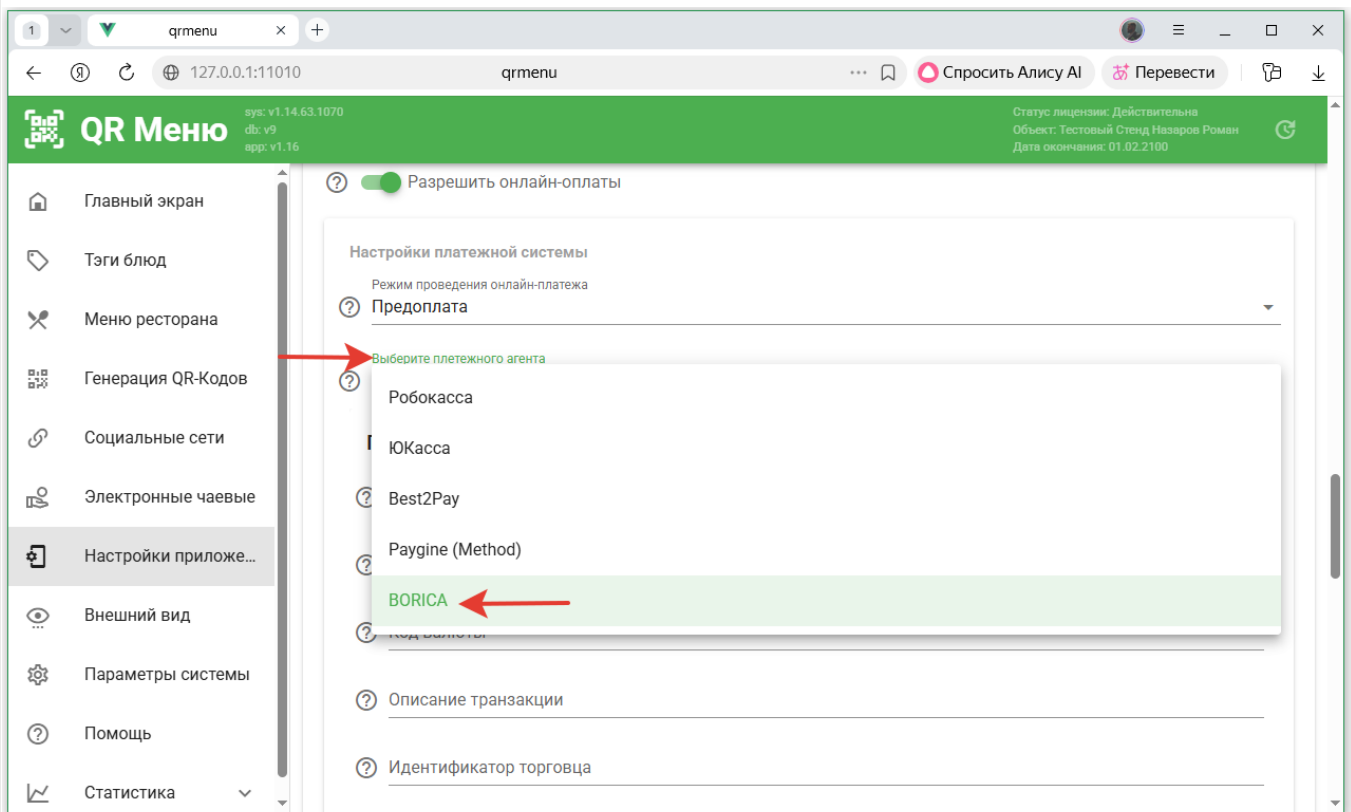 1
qrmenu
127.0.0.1:11010
qrmenu
Спросить Алису AI
Перевести
QR Меню
sys: v1.14.63.1070
db: v9
app: v1.16
Статус лицензии: Действительна
Объект: Тестовый Стенд Назаров Роман
Дата окончания: 01.02.2100
Главный экран
Тэги блюд
Меню ресторана
Генерация QR-Кодов
Социальные сети
Электронные чаевые
Настройки приложе...
Внешний вид
Параметры системы
Помощь
Статистика
Разрешить онлайн-оплаты
Настройки платежной системы
Режим проведения онлайн-платежа
Предоплата
Выберите плетежного агента
Робокасса
ЮКасса
Best2Pay
Paygine (Method)
BORICA
Код валюты
Описание транзакции
Идентификатор торговца